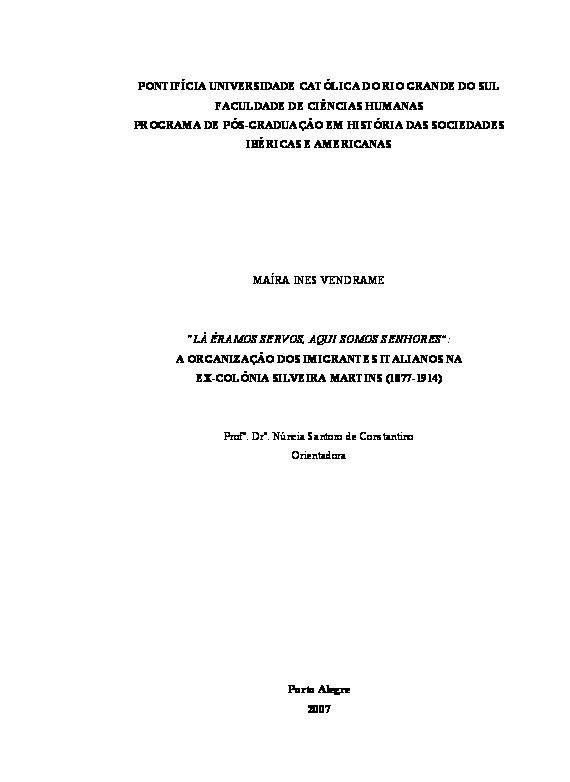 PONTIFÍCIA UNIVERSIDADE CATÓLICA DO RIO GRANDE DO SUL
FACULDADE DE CIÊNCIAS HUMANAS
PROGRAMA DE PÓS-GRADUAÇÃO EM HISTÓRIA DAS SOCIEDADES
IBÉRICAS E AMERICANAS
MAÍRA INES VENDRAME
"LÁ ÉRAMOS SERVOS, AQUI SOMOS SENHORES":
A ORGANIZAÇÃO DOS IMIGRANTES ITALIANOS NA
EX-COLÔNIA SILVEIRA MARTINS (1877-1914)
Profª. Drª. Núncia Santoro de Constantino
Orientadora
Porto Alegre
2007